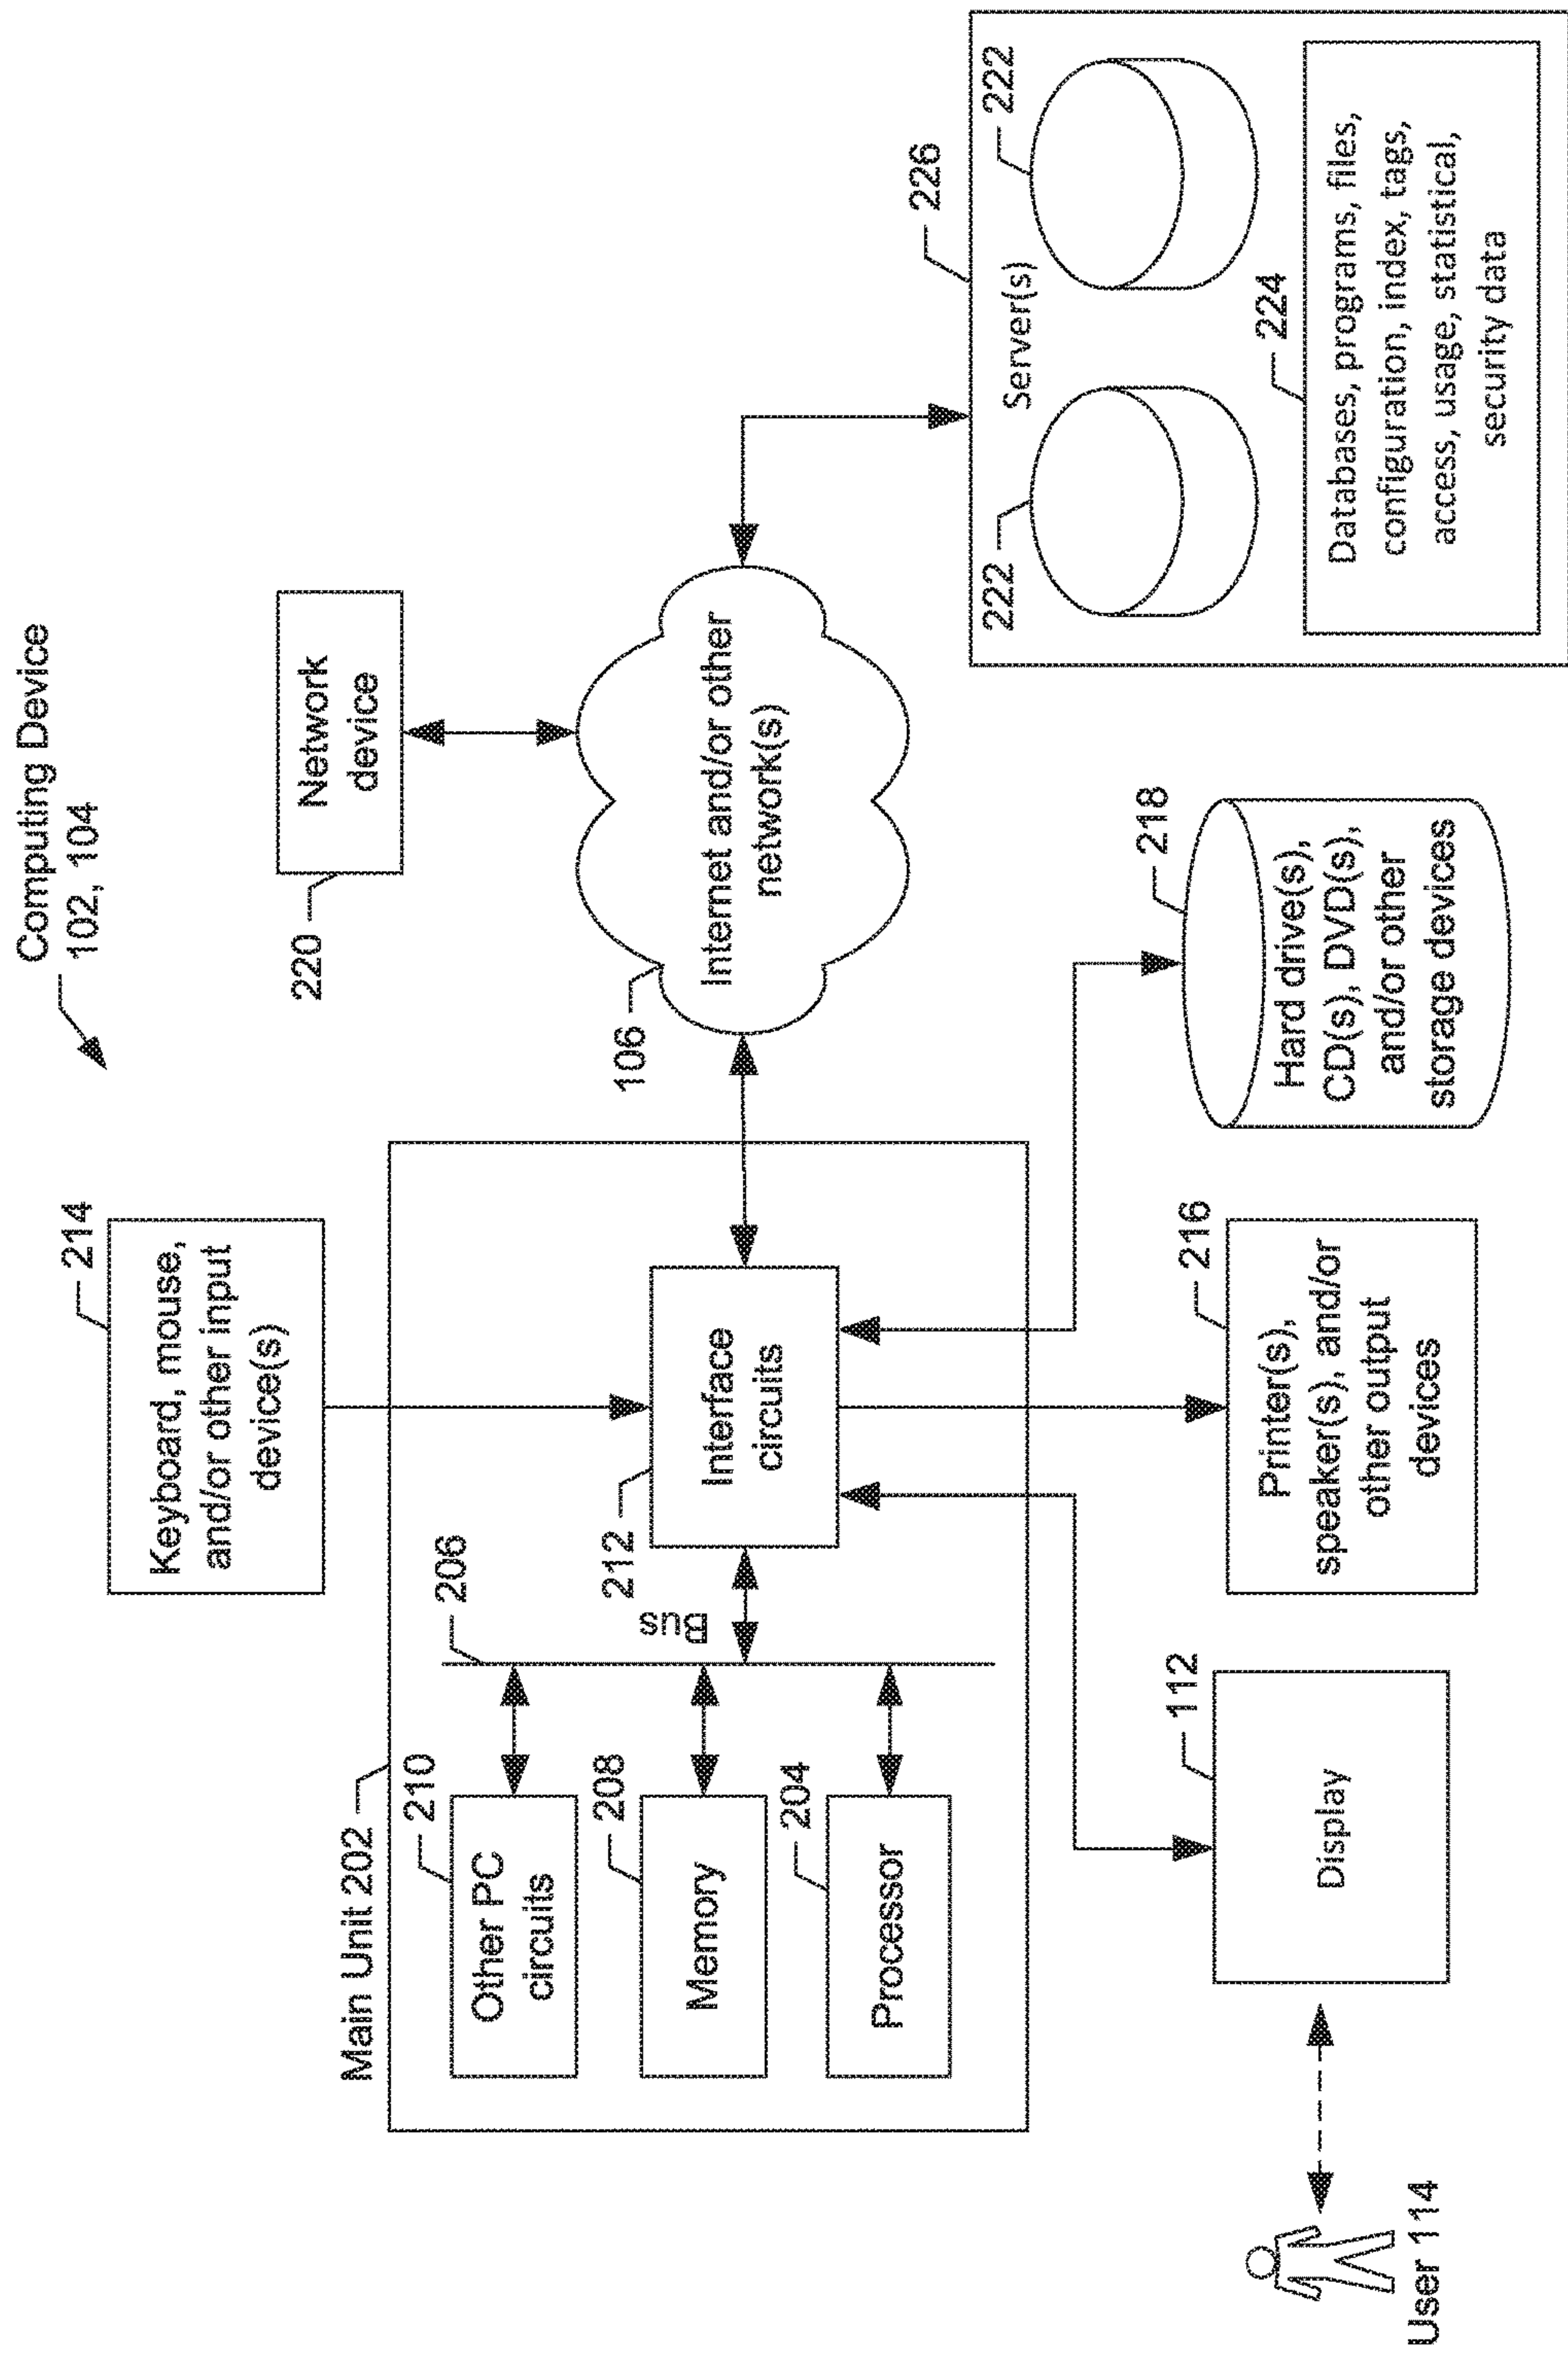 Computing Device
102, 104
214
Keyboard, mouse,
and/or other input
device(s)
220
Network
device
Main Unit 202
210
Other PC
circuits
208
Memory
204
Processor
206
Bus
212
Interface
circuits
106
Internet and/or other
network(s)
226
Server(s)
222
222
224
Databases, programs, files,
configuration, index, tags,
access, usage, statistical,
security data
112
Display
216
Printer(s),
speaker(s), and/or
other output
devices
218
Hard drive(s),
CD(s), DVD(s),
and/or other
storage devices
User 114